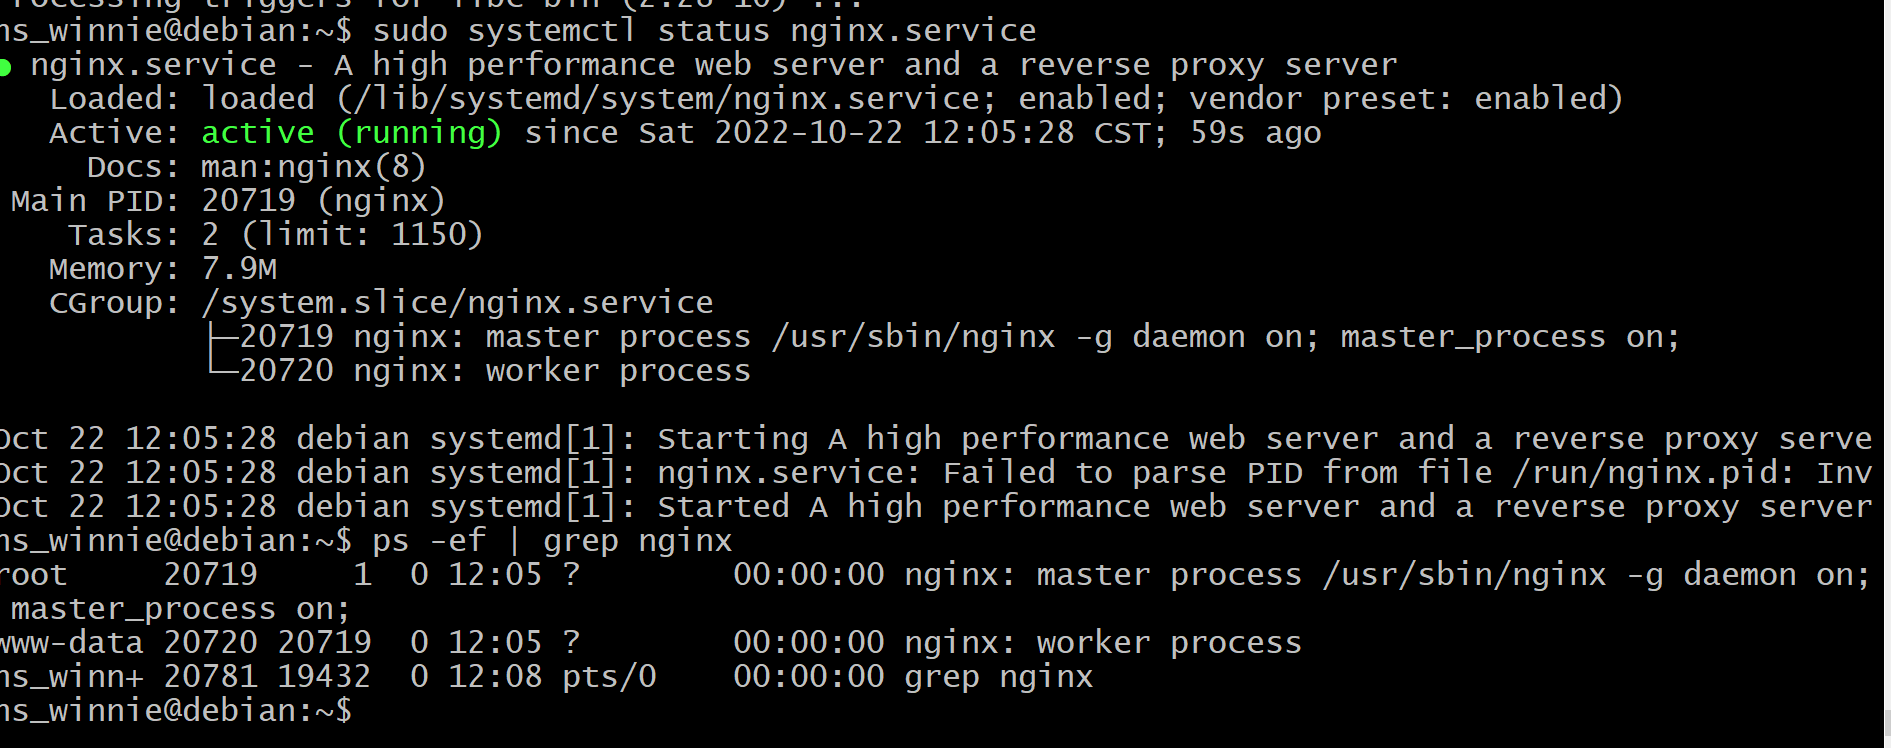 rocessing triggers for libc-bin (2.28-10) ...
ns_winnie@debian:~$ sudo systemctl status nginx.service
● nginx.service - A high performance web server and a reverse proxy server
   Loaded: loaded (/lib/systemd/system/nginx.service; enabled; vendor preset: enabled)
   Active: active (running) since Sat 2022-10-22 12:05:28 CST; 59s ago
     Docs: man:nginx(8)
 Main PID: 20719 (nginx)
    Tasks: 2 (limit: 1150)
   Memory: 7.9M
   CGroup: /system.slice/nginx.service
           ├─20719 nginx: master process /usr/sbin/nginx -g daemon on; master_process on;
           └─20720 nginx: worker process
Oct 22 12:05:28 debian systemd[1]: Starting A high performance web server and a reverse proxy serve
Oct 22 12:05:28 debian systemd[1]: nginx.service: Failed to parse PID from file /run/nginx.pid: Inv
Oct 22 12:05:28 debian systemd[1]: Started A high performance web server and a reverse proxy server
ns_winnie@debian:~$ ps -ef | grep nginx
root     20719     1  0 12:05 ?        00:00:00 nginx: master process /usr/sbin/nginx -g daemon on;
 master_process on;
www-data 20720 20719  0 12:05 ?        00:00:00 nginx: worker process
ns_winn+ 20781 19432  0 12:08 pts/0    00:00:00 grep nginx
ns_winnie@debian:~$